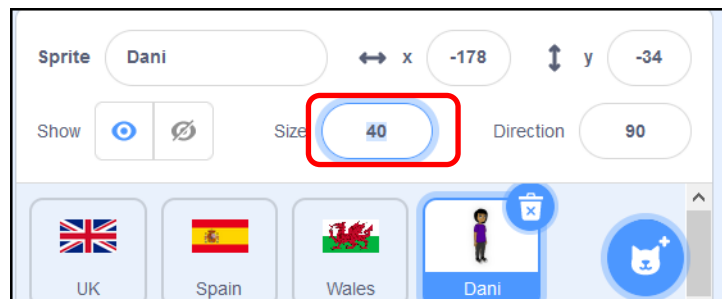 Sprite Dani x -178 y -34
Show Size 40 Direction 90
UK Spain Wales Dani